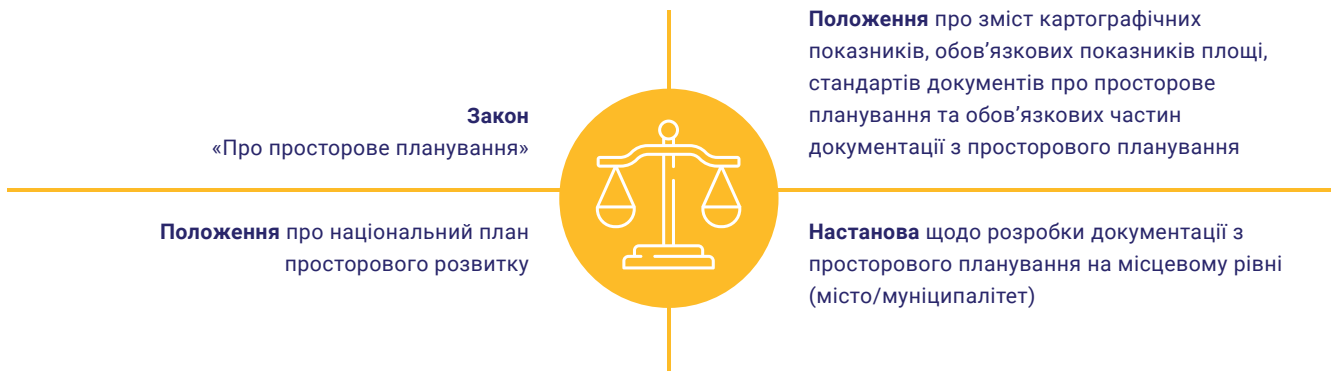 Закон
«Про просторове планування»
Положення про зміст картографічних
показників, обов’язкових показників площі,
стандартів документів про просторове
планування та обов’язкових частин
документації з просторового планування
Положення про національний план
просторового розвитку
Настанова щодо розробки документації з
просторового планування на місцевому рівні
(місто/муніципалітет)